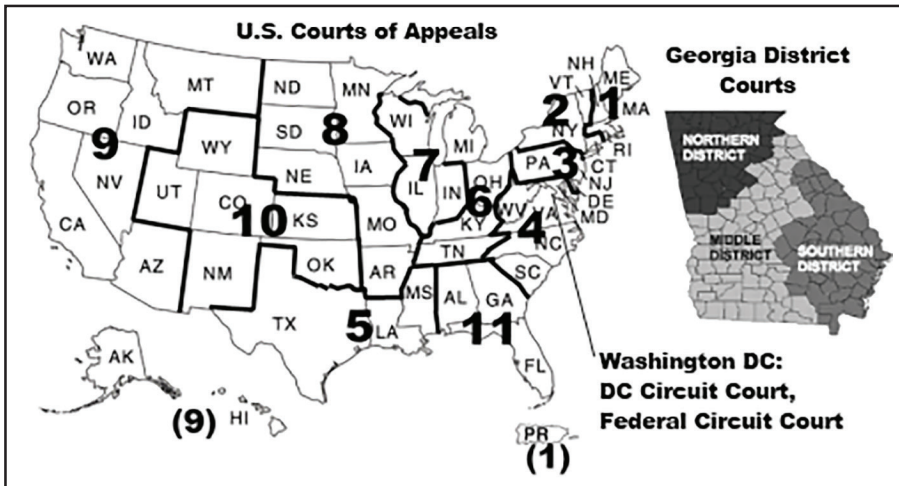 U.S. Courts of Appeals
WA
MT
ND
MN
OR
ID
SD
WI
MI
WY
IA
NE
NV
UT
CO
KS
IL
IN
OH
PA
NY
VT
NH
ME
MA
RI
CT
NJ
DE
MD
WV
VA
KY
MO
CA
AZ
NM
OK
AR
TN
NC
SC
MS
AL
GA
TX
LA
FL
AK
HI
PR
9
8
7
2
1
3
6
4
10
5
11
(9)
(1)
Georgia District
Courts
NORTHERN
DISTRICT
MIDDLE
DISTRICT
SOUTHERN
DISTRICT
Washington DC:
DC Circuit Court,
Federal Circuit Court